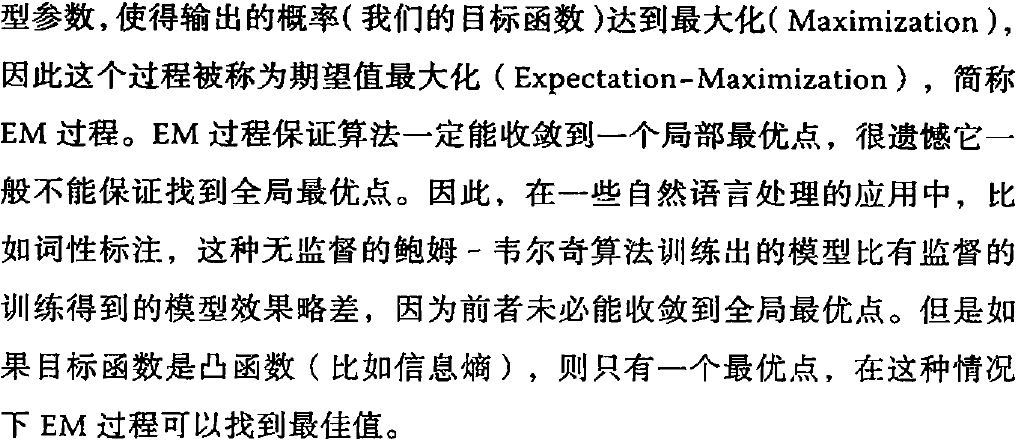 型参数，使得输出的概率(我们的目标函数)达到最大化(Maximization)，
因此这个过程被称为期望值最大化（Expectation-Maximization），简称
EM 过程。EM 过程保证算法一定能收敛到一个局部最优点，很遗憾它一
般不能保证找到全局最优点。因此，在一些自然语言处理的应用中，比
如词性标注，这种无监督的鲍姆-韦尔奇算法训练出的模型比有监督的
训练得到的模型效果略差，因为前者未必能收敛到全局最优点。但是如
果目标函数是凸函数（比如信息熵），则只有一个最优点，在这种情况
下 EM 过程可以找到最佳值。